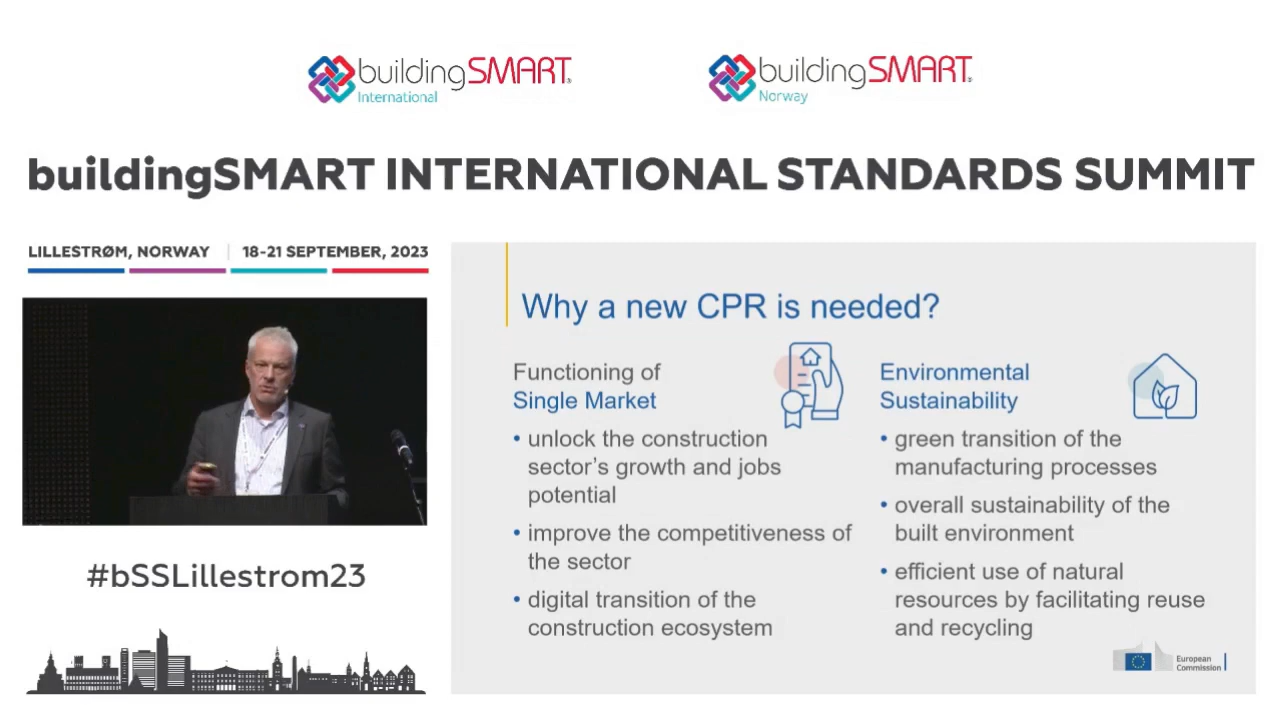 buildingSMART
International
buildingSMART
Norway
buildingSMART INTERNATIONAL STANDARDS SUMMIT
LILLESTRØM, NORWAY | 18-21 SEPTEMBER, 2023
Why a new CPR is needed?
Functioning of
Single Market
• unlock the construction
sector's growth and jobs
potential
• improve the competitiveness of
the sector
• digital transition of the
construction ecosystem
Environmental
Sustainability
• green transition of the
manufacturing processes
• overall sustainability of the
built environment
• efficient use of natural
resources by facilitating reuse
and recycling
European
Commission
#bSSLillestrom23